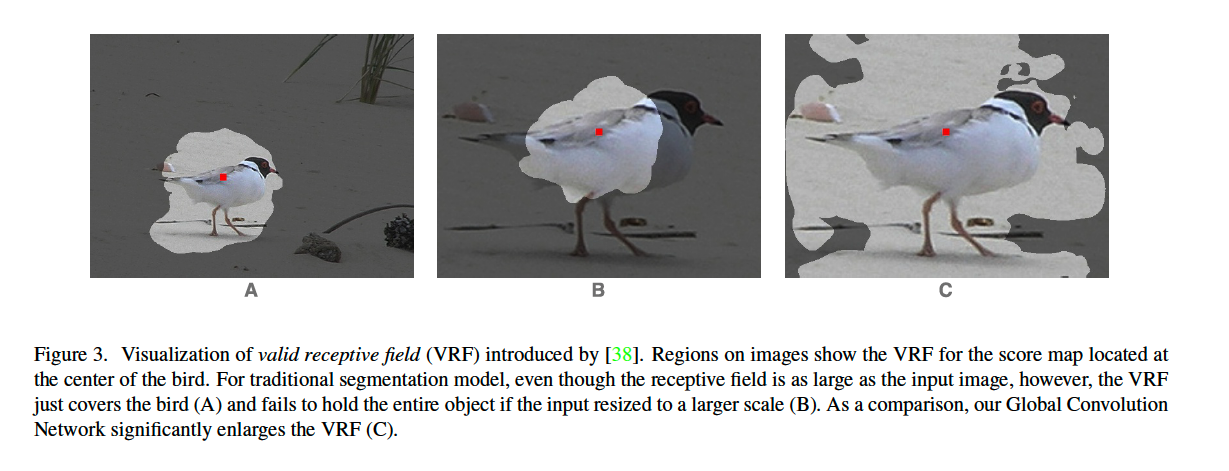 A
B
C
Figure 3. Visualization of valid receptive field (VRF) introduced by [38]. Regions on images show the VRF for the score map located at
the center of the bird. For traditional segmentation model, even though the receptive field is as large as the input image, however, the VRF
just covers the bird (A) and fails to hold the entire object if the input resized to a larger scale (B). As a comparison, our Global Convolution
Network significantly enlarges the VRF (C).